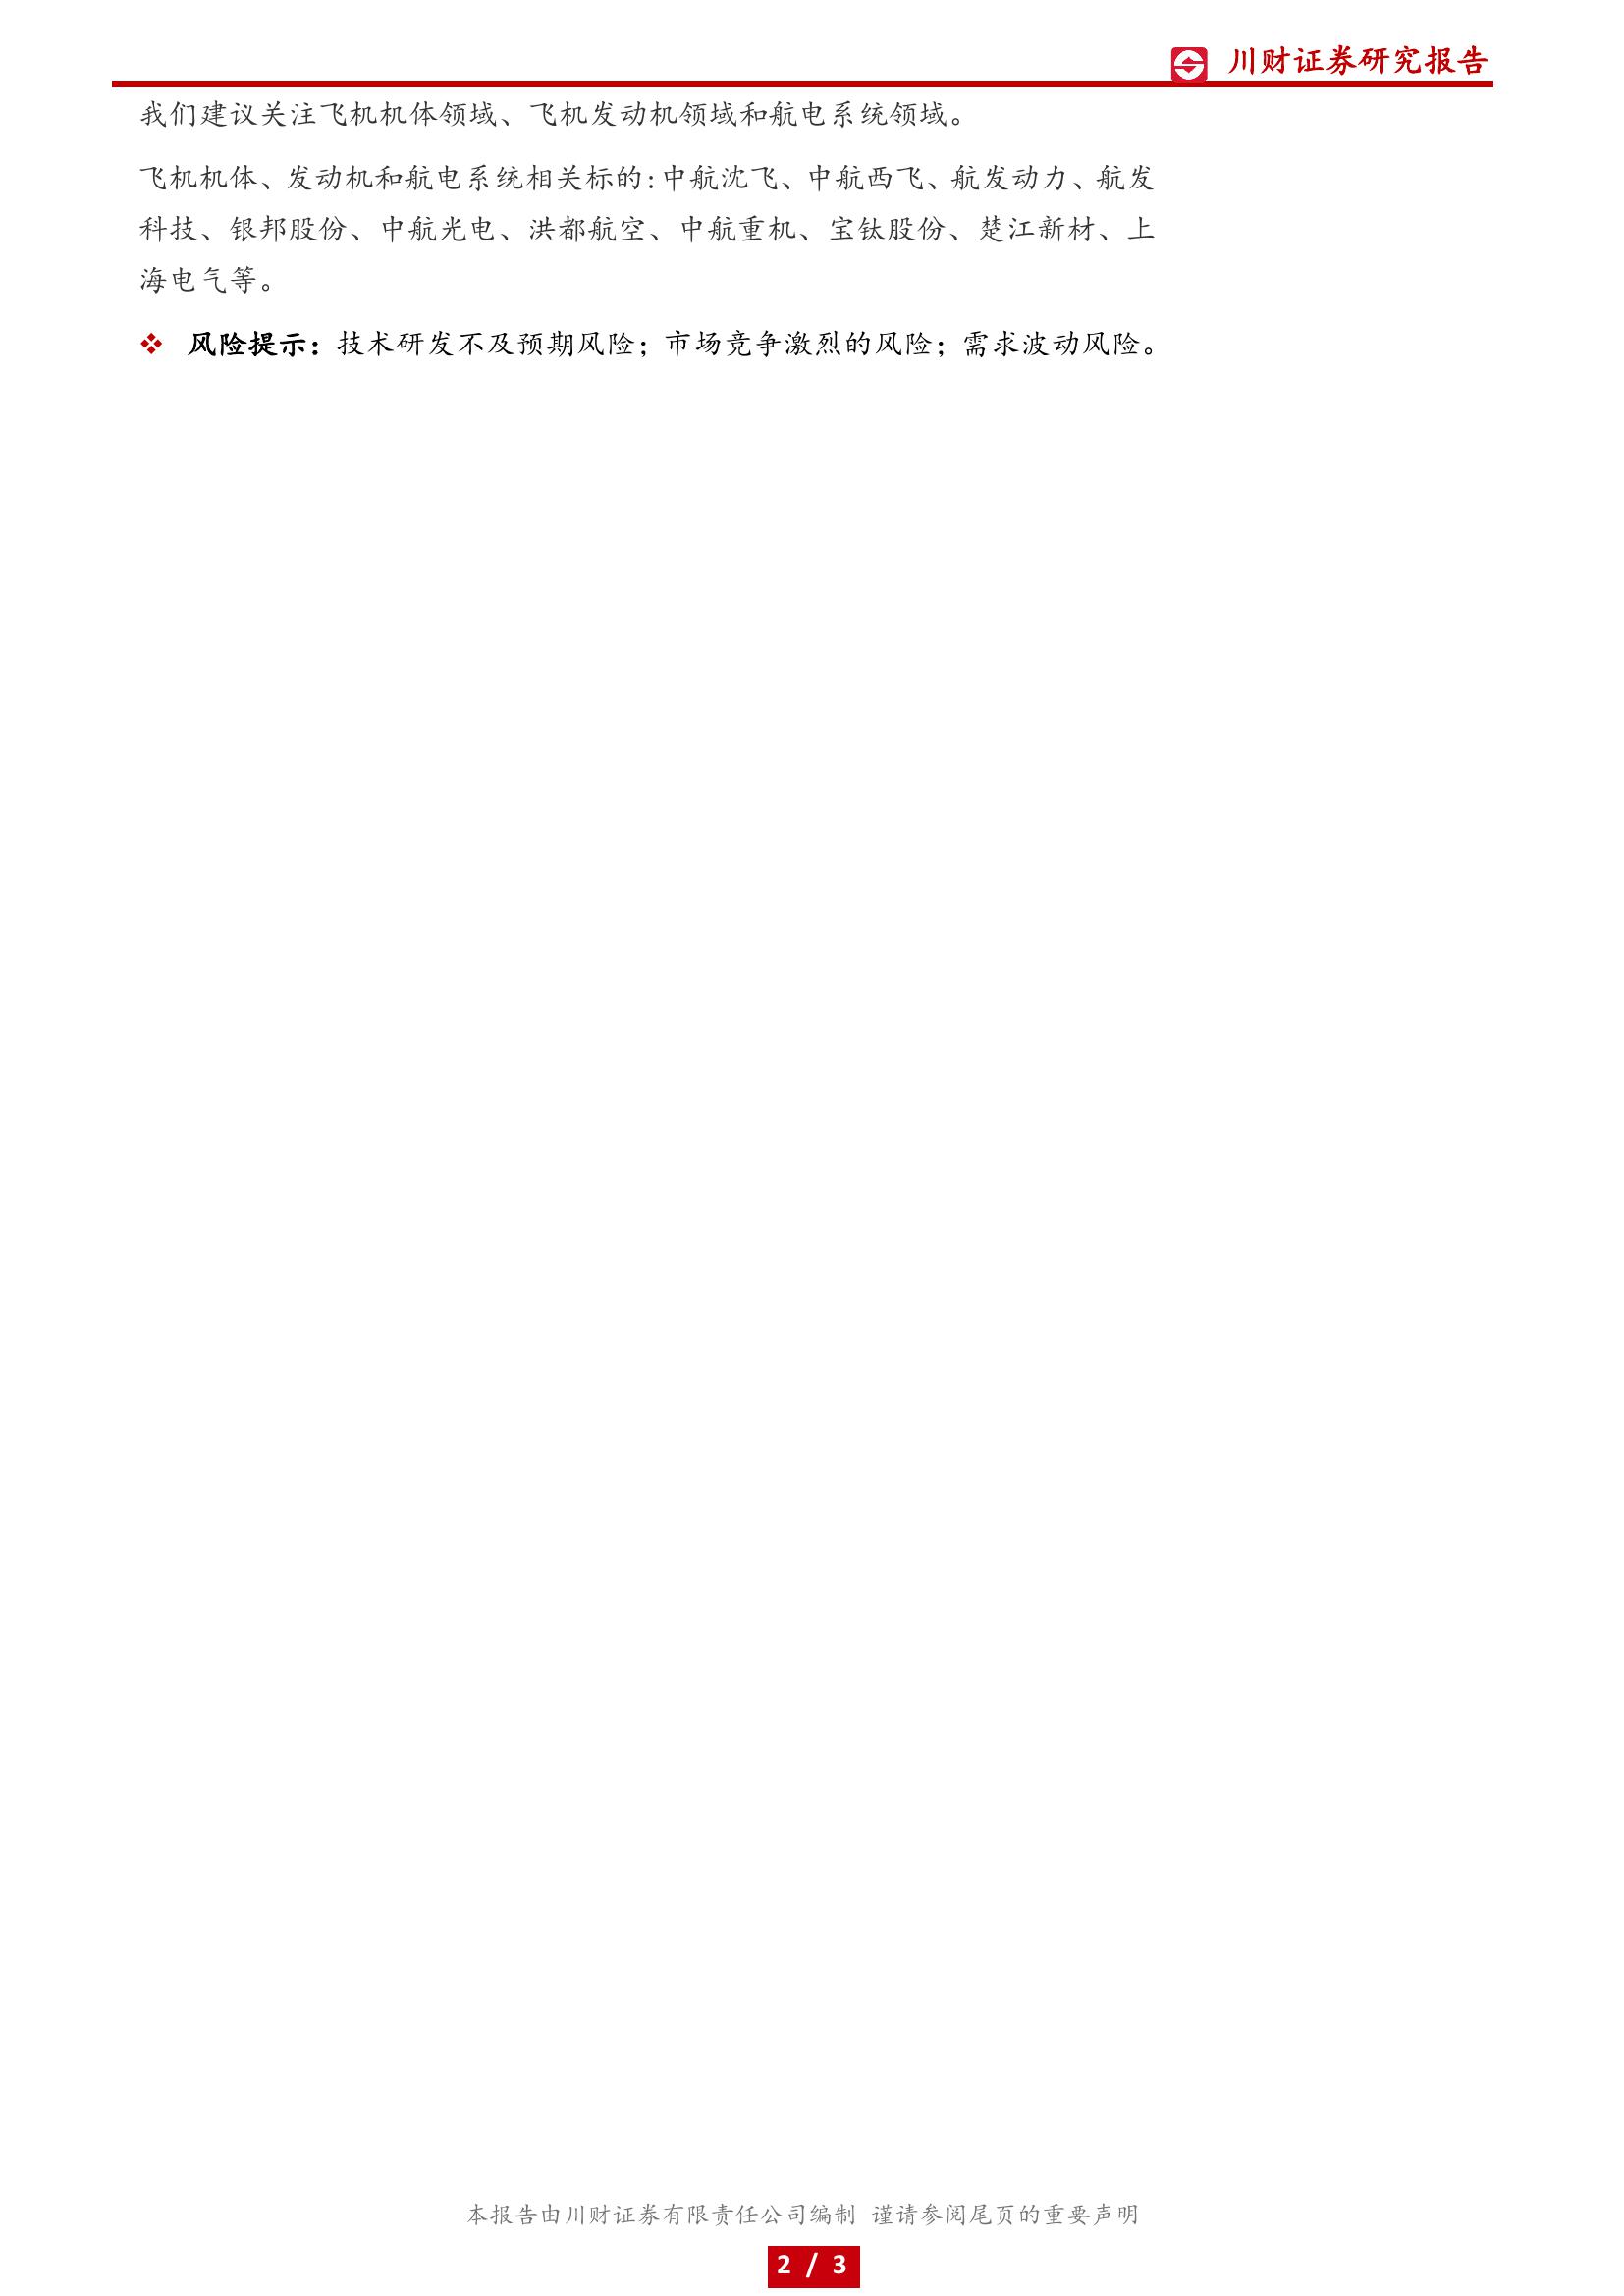 川财证券研究报告
我们建议关注飞机机体领域、飞机发动机领域和航电系统领域。
飞机机体、发动机和航电系统相关标的：中航沈飞、中航西飞、航发动力、航发
科技、银邦股份、中航光电、洪都航空、中航重机、宝钛股份、楚江新材、上
海电气等。
❖ 风险提示：技术研发不及预期风险；市场竞争激烈的风险；需求波动风险。
本报告由川财证券有限责任公司编制 谨请参阅尾页的重要声明
2 / 3